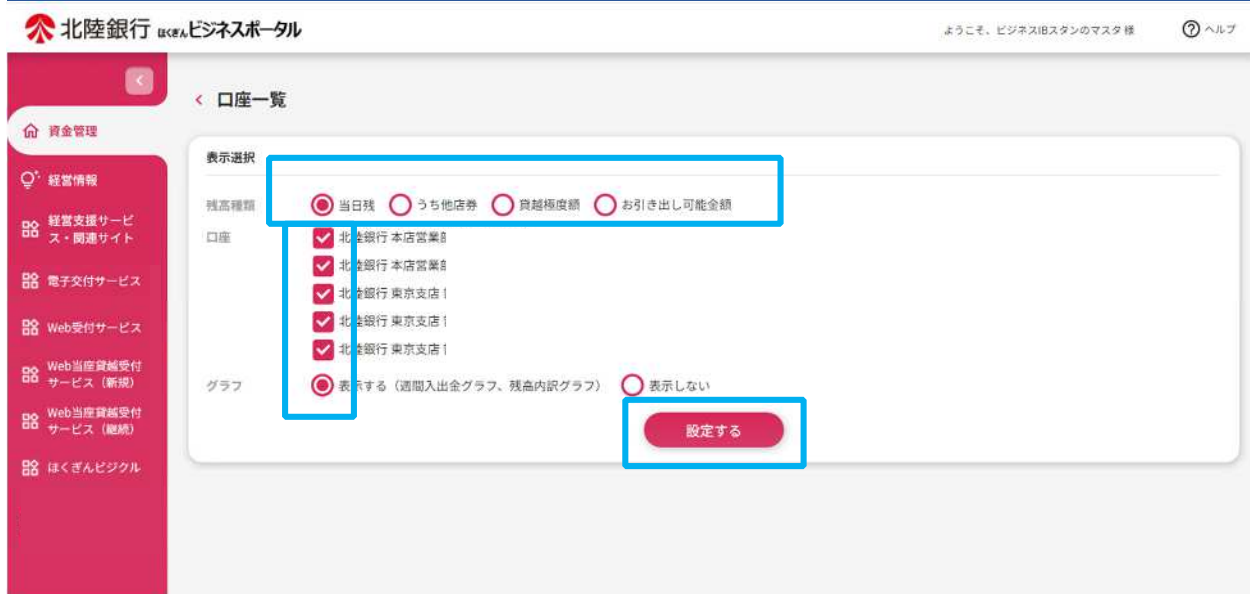 北陸銀行 ほくぎんビジネスポータル
ようこそ、ビジネスIBスタンのマスタ 様
? ヘルプ
< 口座一覧
資金管理
経営情報
経営支援サービ
ス・関連サイト
電子交付サービス
Web受付サービス
Web当座貸越受付
サービス（新規）
Web当座貸越受付
サービス（継続）
ほくぎんビジクル
表示選択
残高種類 当日残 うち他店券 貸越極度額 お引き出し可能金額
口座 北陸銀行 本店営業部
北陸銀行 本店営業部
北陸銀行 東京支店
北陸銀行 東京支店
北陸銀行 東京支店
グラフ 表示する（週間入出金グラフ、残高内訳グラフ） 表示しない
設定する